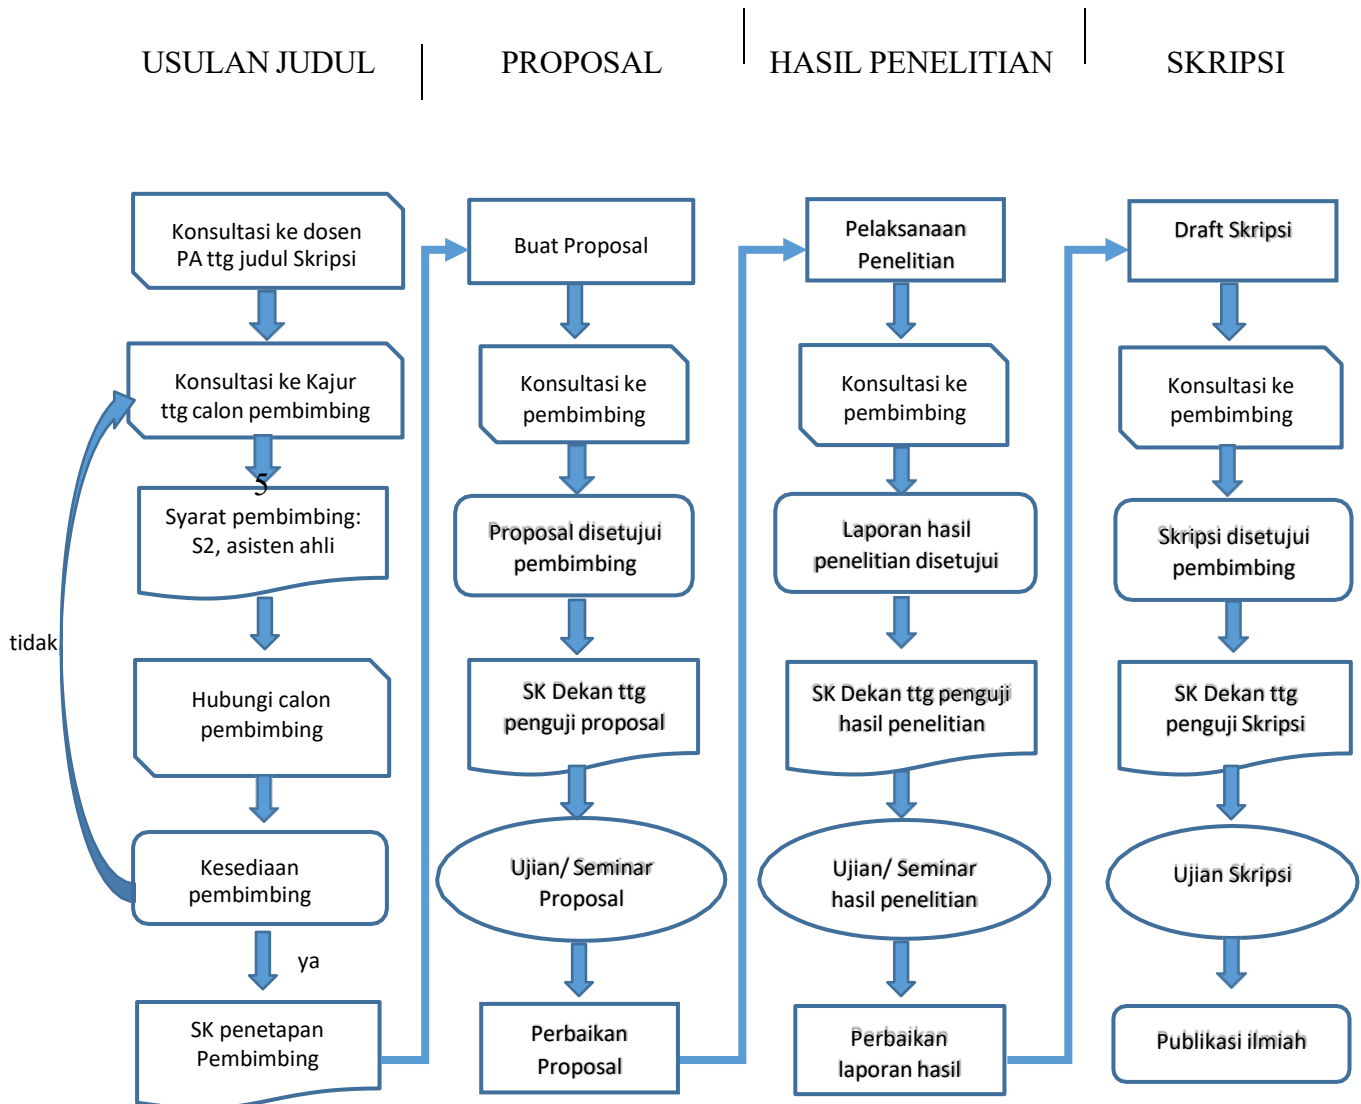 USULAN JUDUL
PROPOSAL
HASIL PENELITIAN
SKRIPSI
Konsultasi ke dosen
PA ttg judul Skripsi
Konsultasi ke Kajur
ttg calon pembimbing
5
Syarat pembimbing:
S2, asisten ahli
Hubungi calon
pembimbing
Kesediaan
pembimbing
tidak
ya
SK penetapan
Pembimbing
Buat Proposal
Konsultasi ke
pembimbing
Proposal disetujui
pembimbing
SK Dekan ttg
penguji proposal
Ujian/ Seminar
Proposal
Perbaikan
Proposal
Pelaksanaan
Penelitian
Konsultasi ke
pembimbing
Laporan hasil
penelitian disetujui
SK Dekan ttg penguji
hasil penelitian
Ujian/ Seminar
hasil penelitian
Perbaikan
laporan hasil
Draft Skripsi
Konsultasi ke
pembimbing
Skripsi disetujui
pembimbing
SK Dekan ttg
penguji Skripsi
Ujian Skripsi
Publikasi ilmiah